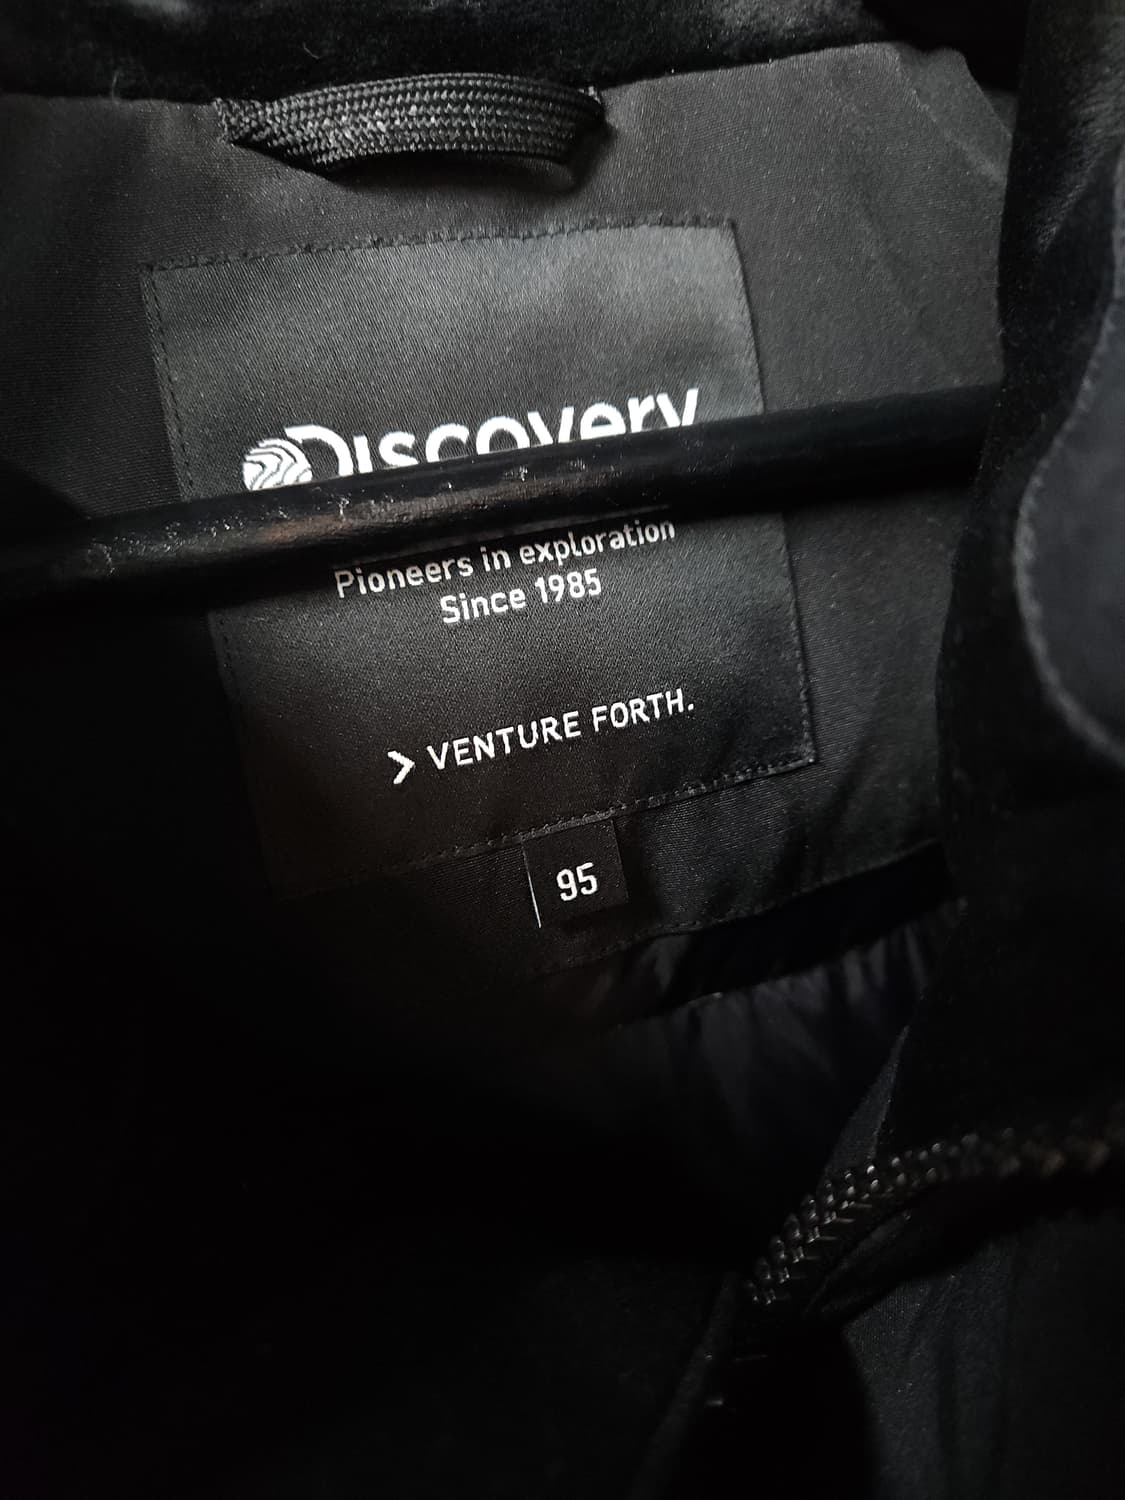 Discovery
Pioneers in exploration
Since 1985
> VENTURE FORTH.
95